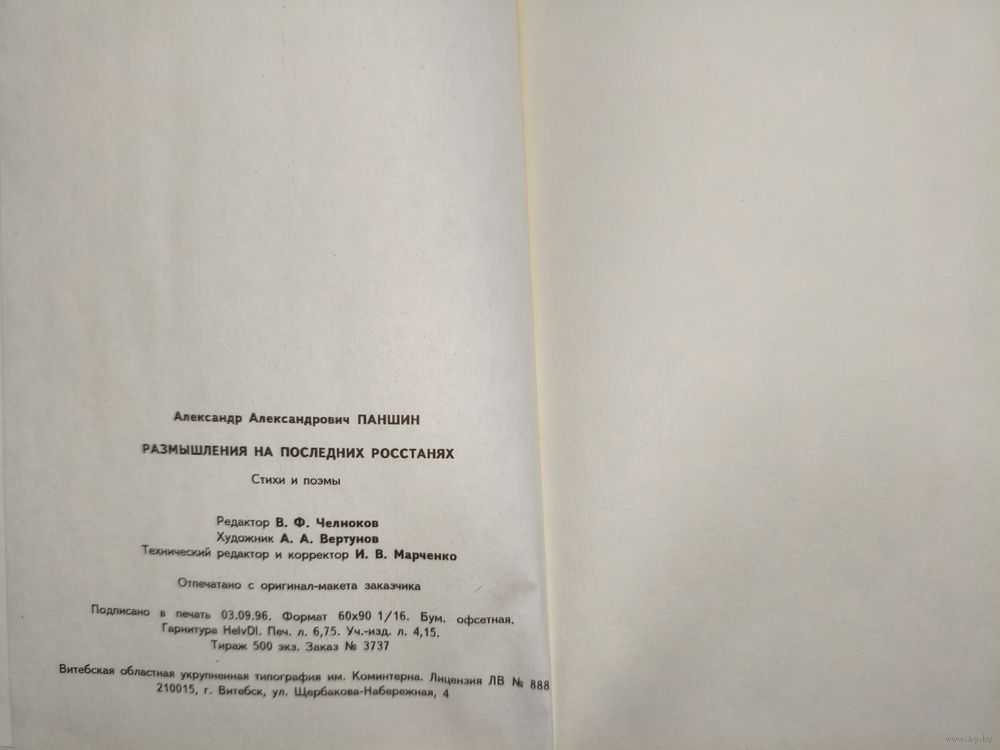 Александр Александрович ПАНШИН
РАЗМЫШЛЕНИЯ НА ПОСЛЕДНИХ РОССТАНЯХ
Стихи и поэмы
Редактор В. Ф. Челноков
Художник А. А. Вертунов
Технический редактор и корректор И. В. Марченко
Отпечатано с оригинал-макета заказчика
Подписано в печать 03.09.96. Формат 60х90 1/16. Бум. офсетная.
Гарнитура HelvDl. Печ. л. 6,75. Уч.-изд. л. 4,15.
Тираж 500 экз. Заказ № 3737
Витебская областная укрупненная типография им. Коминтерна. Лицензия ЛВ № 888
210015, г. Витебск, ул. Щербакова-Набережная, 4
www.ay.by